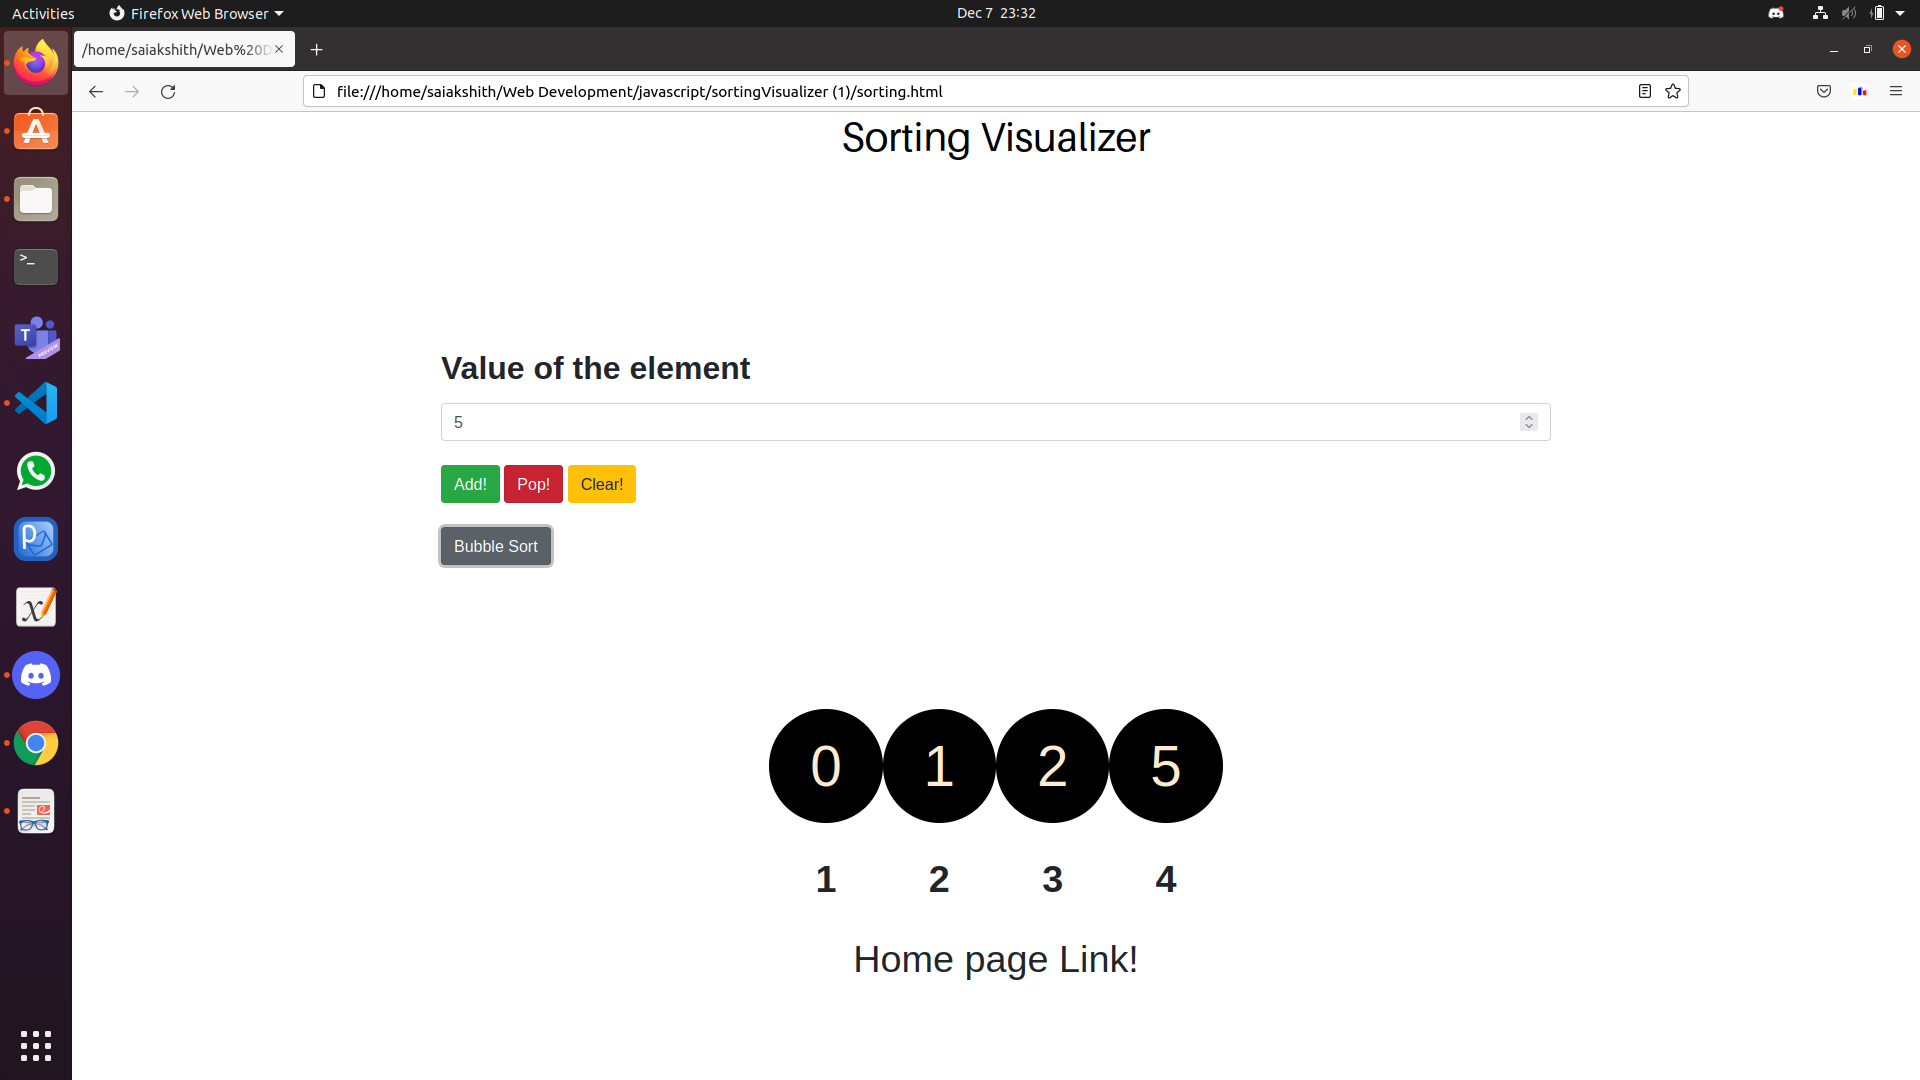 Activities
Firefox Web Browser
Dec 7 23:32
/home/saiakshith/Web%20D
file:///home/saiakshith/Web Development/javascript/sortingVisualizer (1)/sorting.html
Sorting Visualizer
Value of the element
5
Add! Pop! Clear!
Bubble Sort
0 1 2 5
1 2 3 4
Home page Link!